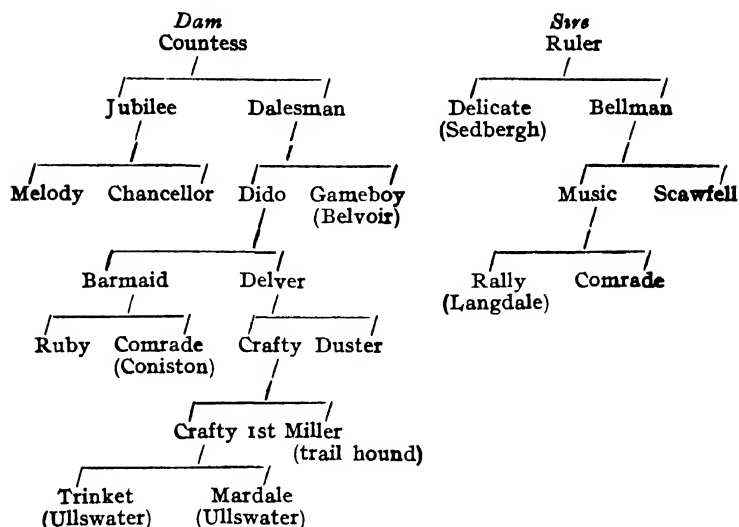 Dam Sire
Countess Ruler
Jubilee Dalesman Delicate Bellman
(Sedbergh)
Melody Chancellor Dido Gameboy Music Scawfell
(Belvoir)
Barmaid Delver Rally Comrade
(Langdale)
Ruby Comrade Crafty Duster
(Coniston)
Crafty 1st Miller
(trail hound)
Trinket Mardale
(Ullswater) (Ullswater)